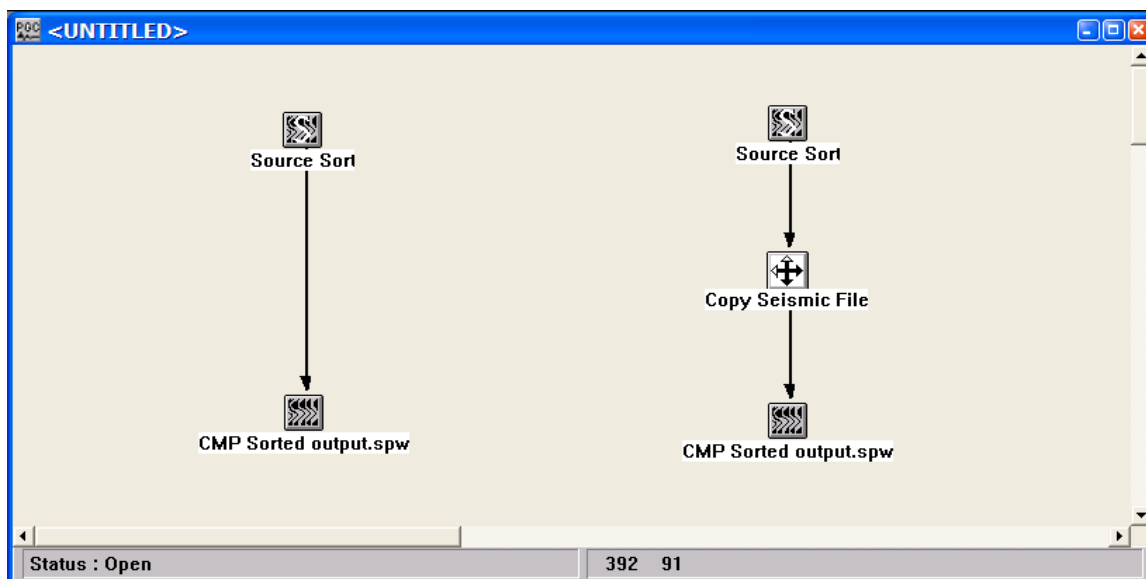 <UNTITLED>
Source Sort
Source Sort
Copy Seismic File
CMP Sorted output.spw
CMP Sorted output.spw
Status : Open
392 91